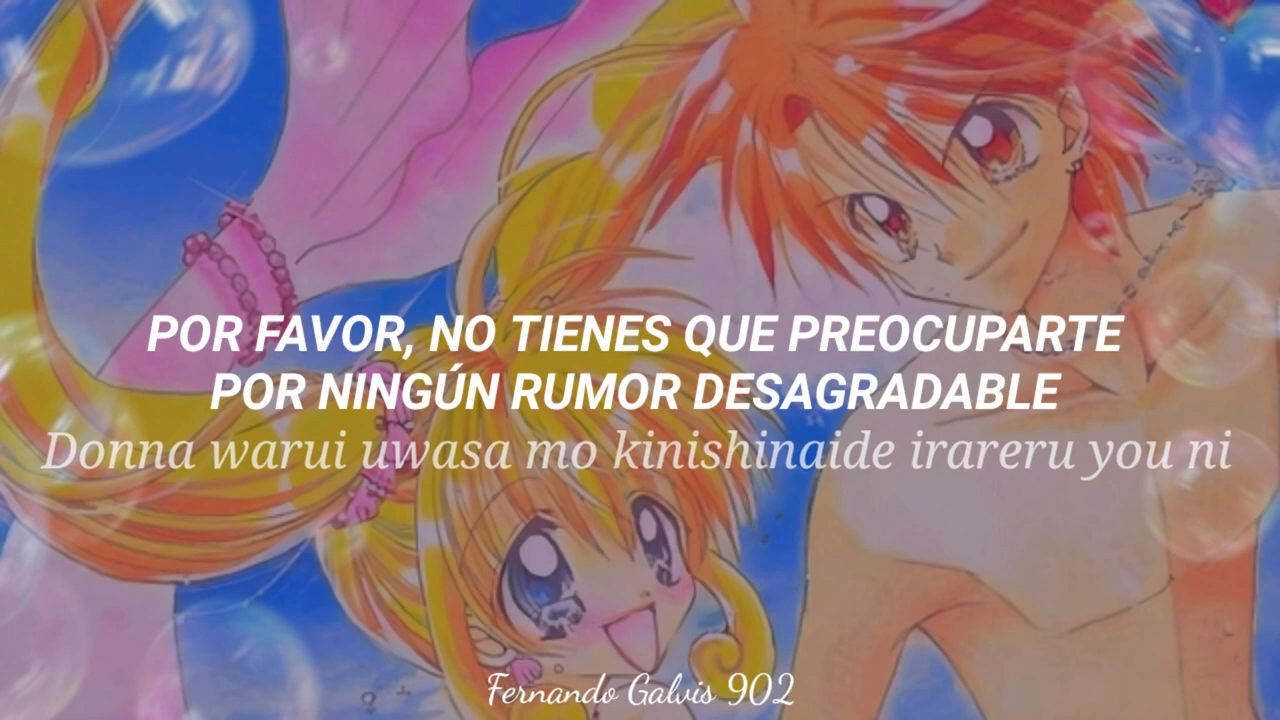 POR FAVOR, NO TIENES QUE PREOCUPARTE
POR NINGÚN RUMOR DESAGRADABLE
Donna warui uwasa mo kinishinaide irareru you ni
Fernando Galvis 902